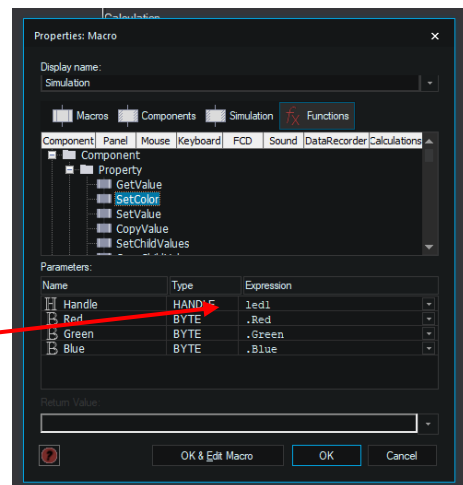 Calculation
Properties: Macro
Display name:
Simulation
Macros Components Simulation fx Functions
Component Panel Mouse Keyboard FCD Sound DataRecorder Calculations
Component
Property
GetValue
SetColor
SetValue
CopyValue
SetChildValues
Parameters:
Name Type Expression
H Handle HANDLE led1
B Red BYTE .Red
B Green BYTE .Green
B Blue BYTE .Blue
Return Value:
? OK & Edit Macro OK Cancel